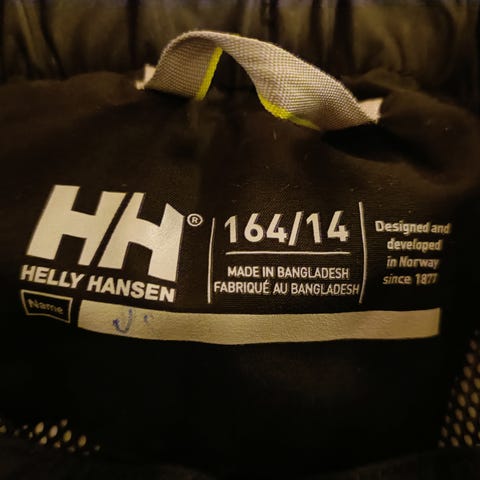 HH®
HELLY HANSEN
164/14
MADE IN BANGLADESH
FABRIQUÉ AU BANGLADESH
Designed and
developed
in Norway
since 1877
Name